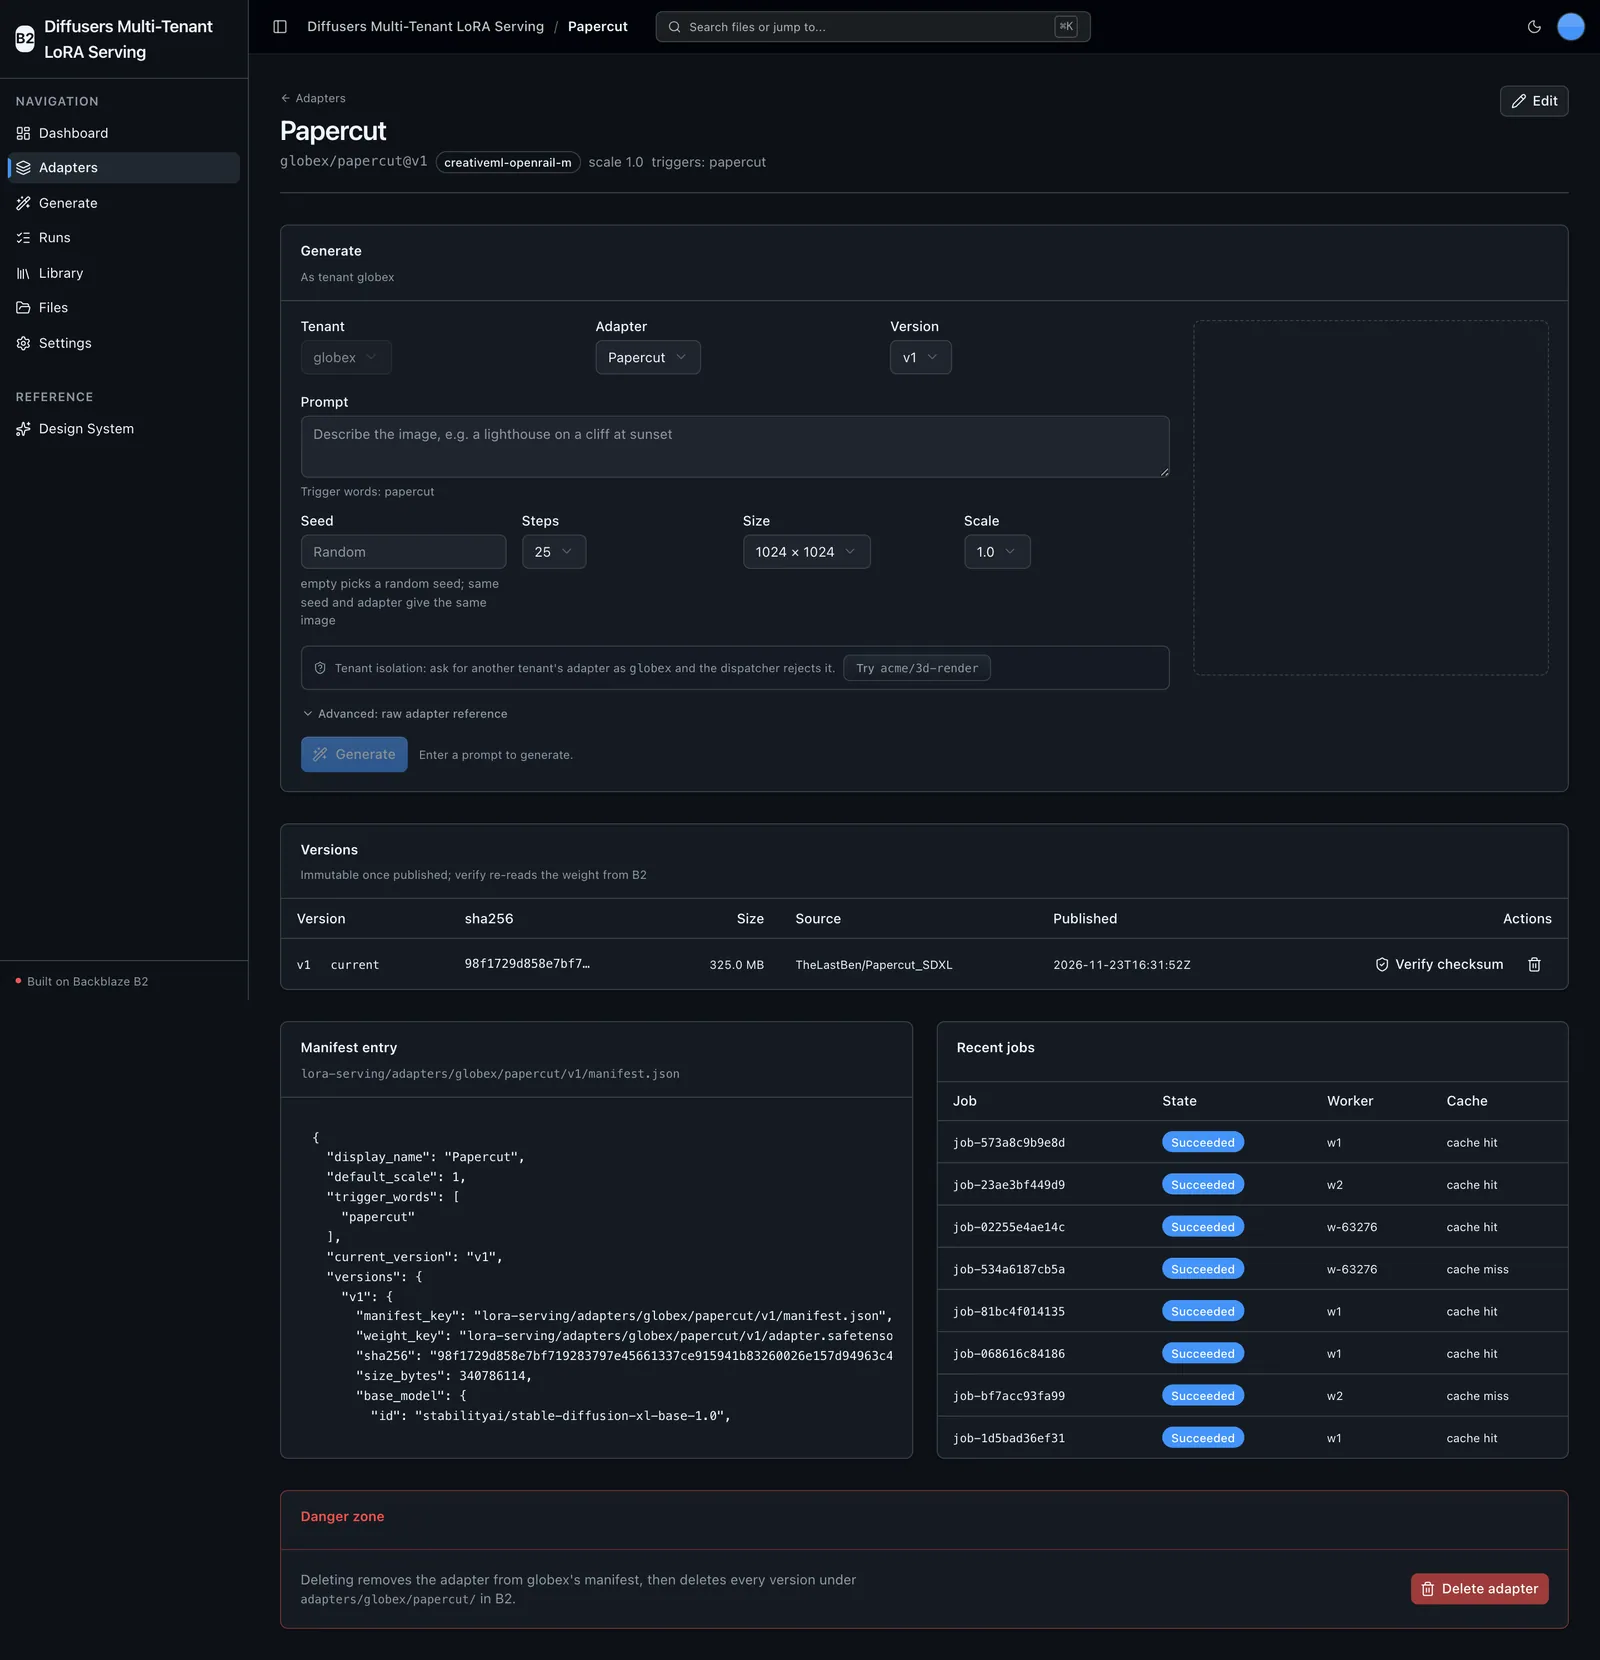 B2
Diffusers Multi-Tenant
LoRA Serving
Diffusers Multi-Tenant LoRA Serving / Papercut
Search files or jump to...
⌘K
NAVIGATION
Dashboard
Adapters
Generate
Runs
Library
Files
Settings
REFERENCE
Design System
Built on Backblaze B2
← Adapters
Papercut
Edit
globex/papercut@v1 creativeml-openrail-m scale 1.0 triggers: papercut
Generate
As tenant globex
Tenant Adapter Version
globex Papercut v1
Prompt
Describe the image, e.g. a lighthouse on a cliff at sunset
Trigger words: papercut
Seed Steps Size Scale
Random 25 1024 × 1024 1.0
empty picks a random seed; same
seed and adapter give the same
image
Tenant isolation: ask for another tenant's adapter as globex and the dispatcher rejects it. Try acme/3d-render
Advanced: raw adapter reference
Generate Enter a prompt to generate.
Versions
Immutable once published; verify re-reads the weight from B2
Version sha256 Size Source Published Actions
v1 current 98f1729d858e7bf7… 325.0 MB TheLastBen/Papercut_SDXL 2026-11-23T16:31:52Z Verify checksum
Manifest entry
lora-serving/adapters/globex/papercut/v1/manifest.json
{
"display_name": "Papercut",
"default_scale": 1,
"trigger_words": [
"papercut"
],
"current_version": "v1",
"versions": {
"v1": {
"manifest_key": "lora-serving/adapters/globex/papercut/v1/manifest.json",
"weight_key": "lora-serving/adapters/globex/papercut/v1/adapter.safetenso
"sha256": "98f1729d858e7bf719283797e45661337ce915941b83260026e157d94963c4
"size_bytes": 340786114,
"base_model": {
"id": "stabilityai/stable-diffusion-xl-base-1.0",
Recent jobs
Job State Worker Cache
job-573a8c9b9e8d Succeeded w1 cache hit
job-23ae3bf449d9 Succeeded w2 cache hit
job-02255e4ae14c Succeeded w-63276 cache hit
job-534a6187cb5a Succeeded w-63276 cache miss
job-81bc4f014135 Succeeded w1 cache hit
job-068616c84186 Succeeded w1 cache hit
job-bf7acc93fa99 Succeeded w2 cache miss
job-1d5bad36ef31 Succeeded w1 cache hit
Danger zone
Deleting removes the adapter from globex's manifest, then deletes every version under
adapters/globex/papercut/ in B2.
Delete adapter